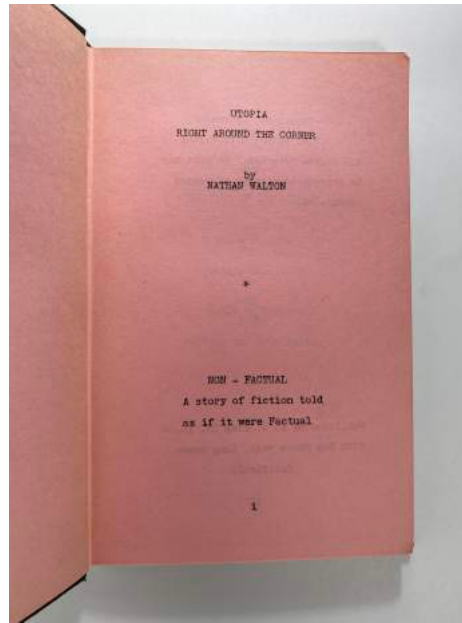 UTOPIA
RIGHT AROUND THE CORNER
by
NATHAN WALTON
*
NON - FACTUAL
A story of fiction told
as if it were Factual
1